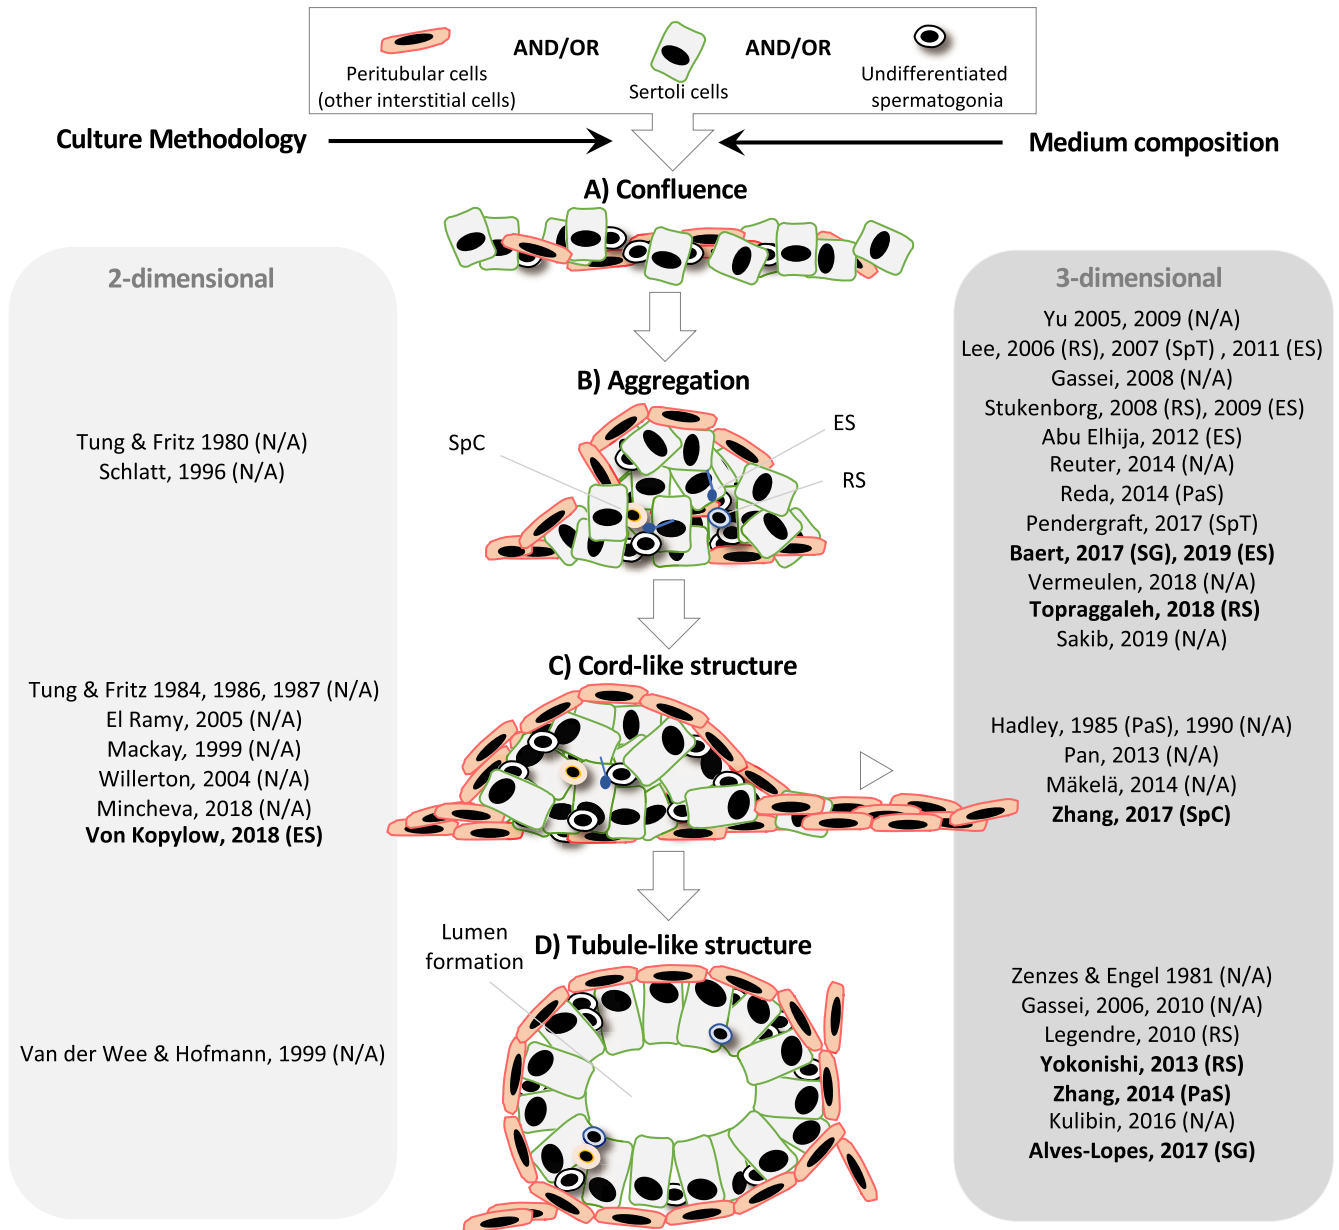 AND/OR
AND/OR
Peritubular cells
(other interstitial cells)
Sertoli cells
Undifferentiated
spermatogonia
Culture Methodology
Medium composition
A) Confluence
2-dimensional
3-dimensional
Yu 2005, 2009 (N/A)
Lee, 2006 (RS), 2007 (SpT) , 2011 (ES)
Gassei, 2008 (N/A)
Stukenborg, 2008 (RS), 2009 (ES)
Abu Elhija, 2012 (ES)
Reuter, 2014 (N/A)
Reda, 2014 (PaS)
Pendergraft, 2017 (SpT)
Baert, 2017 (SG), 2019 (ES)
Vermeulen, 2018 (N/A)
Topraggaleh, 2018 (RS)
Sakib, 2019 (N/A)
B) Aggregation
SpC
ES
RS
Tung & Fritz 1980 (N/A)
Schlatt, 1996 (N/A)
C) Cord-like structure
Tung & Fritz 1984, 1986, 1987 (N/A)
El Ramy, 2005 (N/A)
Mackay, 1999 (N/A)
Willerton, 2004 (N/A)
Mincheva, 2018 (N/A)
Von Kopylow, 2018 (ES)
Hadley, 1985 (PaS), 1990 (N/A)
Pan, 2013 (N/A)
Mäkelä, 2014 (N/A)
Zhang, 2017 (SpC)
Lumen
formation
D) Tubule-like structure
Van der Wee & Hofmann, 1999 (N/A)
Zenzes & Engel 1981 (N/A)
Gassei, 2006, 2010 (N/A)
Legendre, 2010 (RS)
Yokonishi, 2013 (RS)
Zhang, 2014 (PaS)
Kulibin, 2016 (N/A)
Alves-Lopes, 2017 (SG)